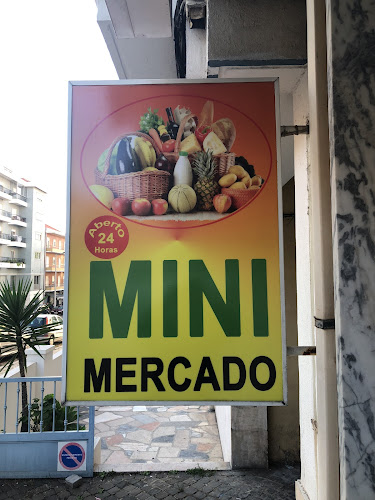 Aberto
24
Horas
MINI
MERCADO